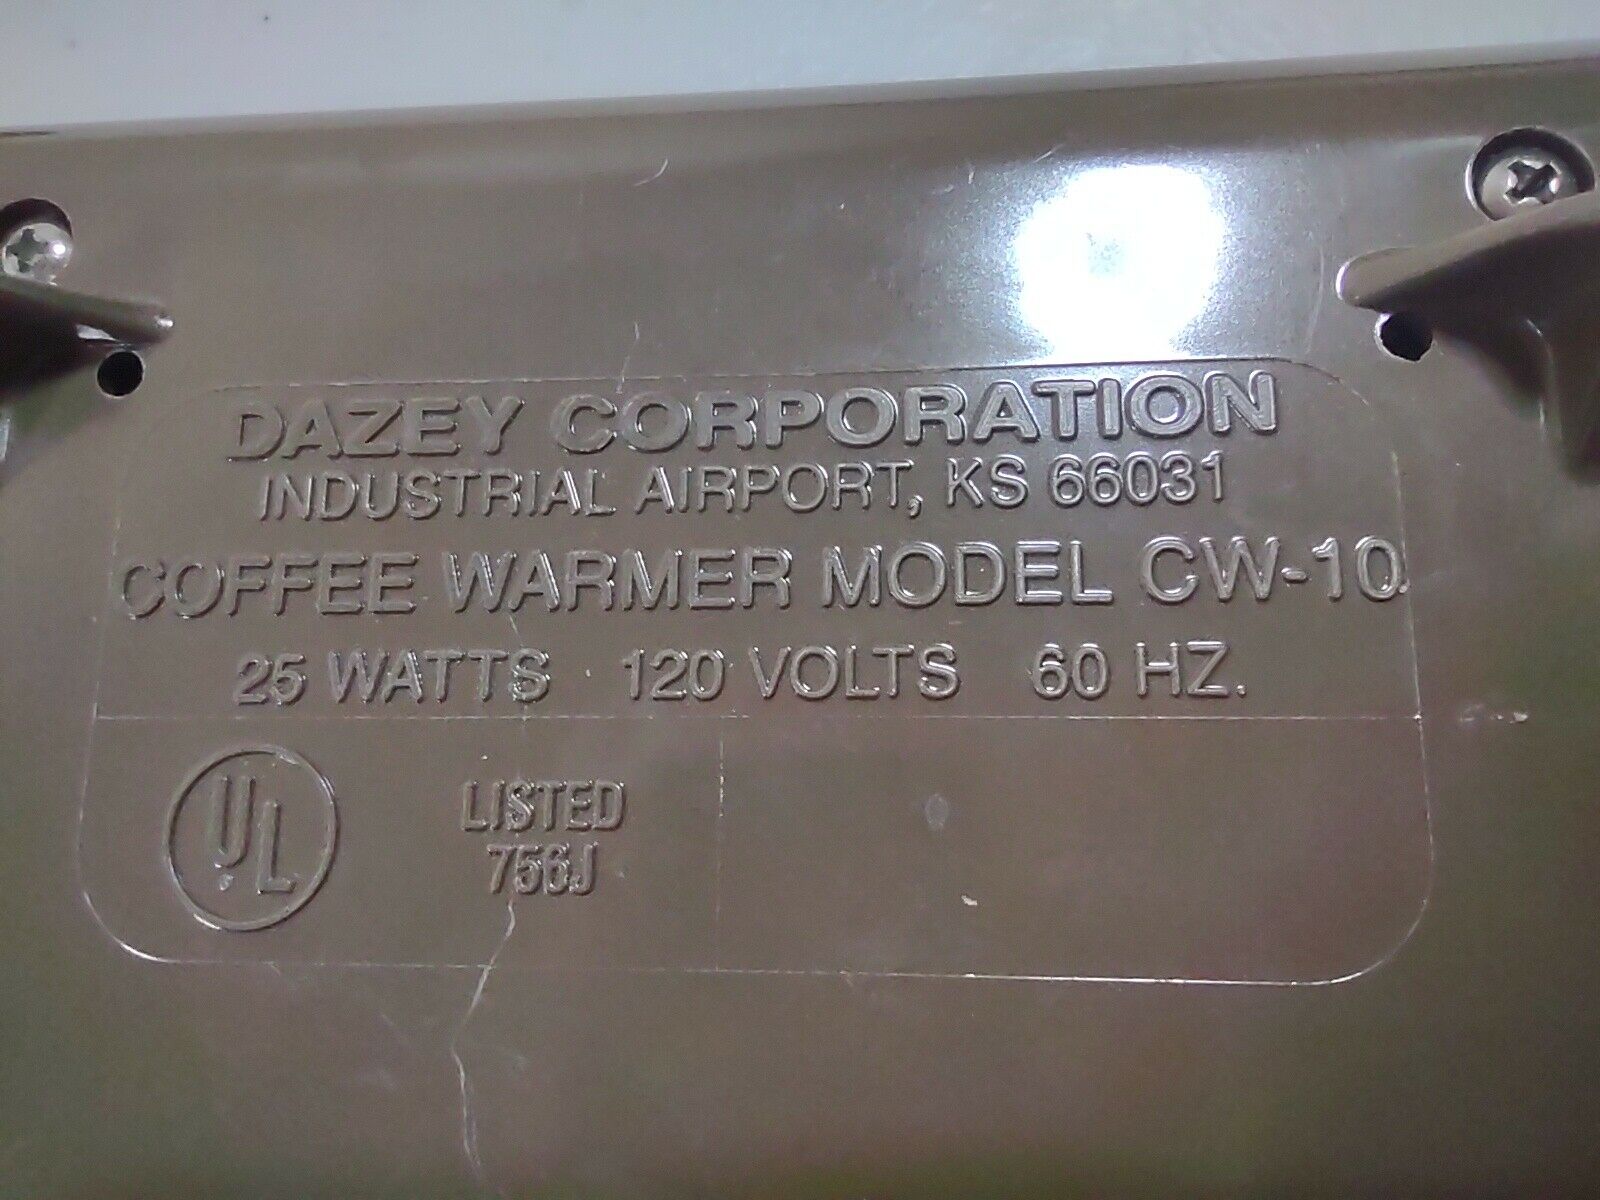 DAZEY CORPORATION
INDUSTRIAL AIRPORT, KS 66031
COFFEE WARMER MODEL CW-10
25 WATTS 120 VOLTS 60 HZ.
UL
LISTED
756J